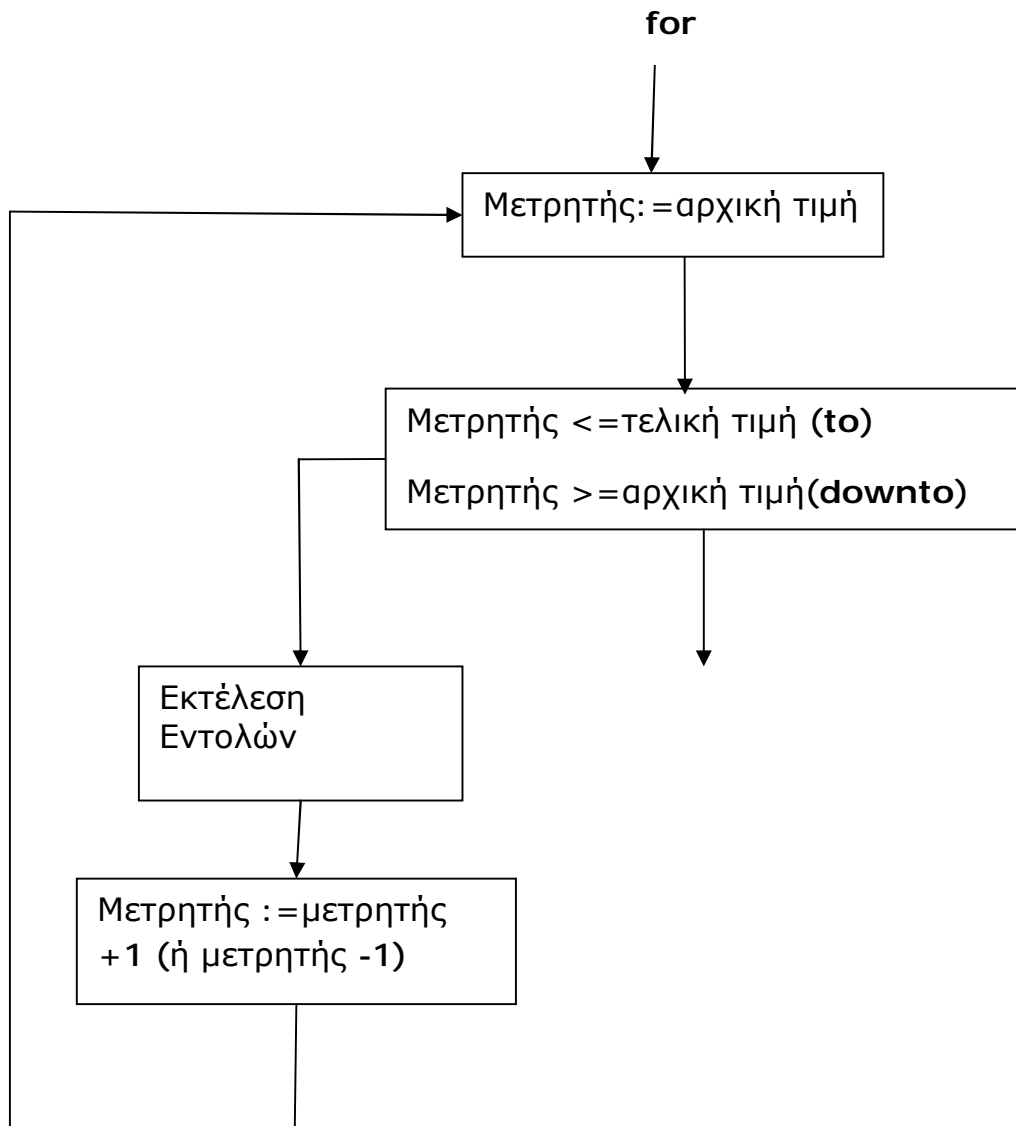 for
Μετρητής:=αρχική τιμή
Μετρητής <=τελική τιμή (to)
Μετρητής >=αρχική τιμή(downto)
Εκτέλεση
Εντολών
Μετρητής :=μετρητής
+1 (ή μετρητής -1)